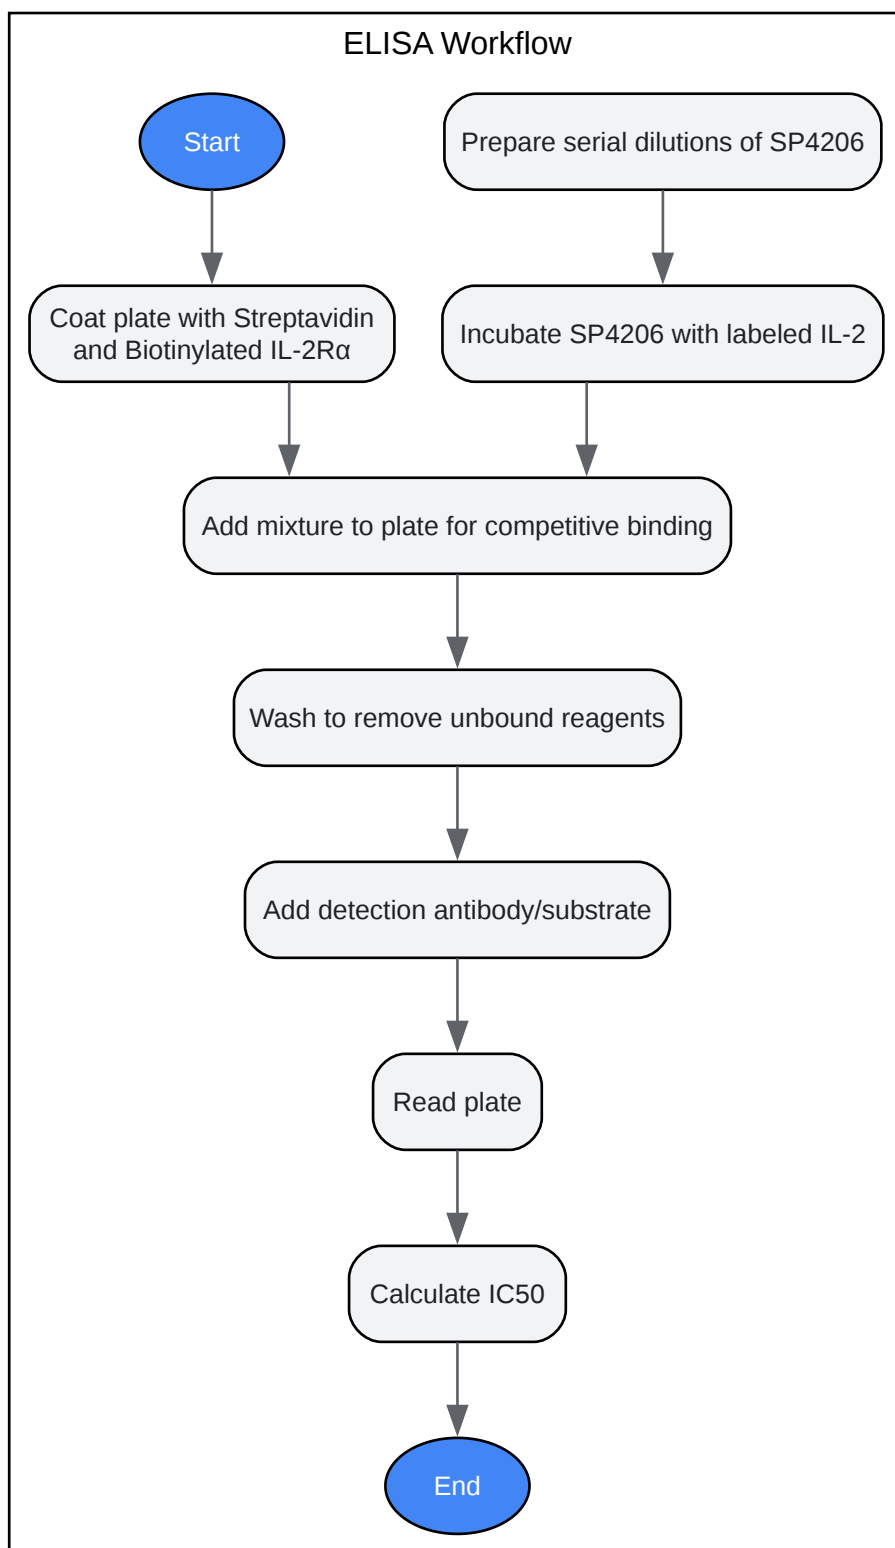 ELISA Workflow
Start
Prepare serial dilutions of SP4206
Coat plate with Streptavidin
and Biotinylated IL-2Rα
Incubate SP4206 with labeled IL-2
Add mixture to plate for competitive binding
Wash to remove unbound reagents
Add detection antibody/substrate
Read plate
Calculate IC50
End